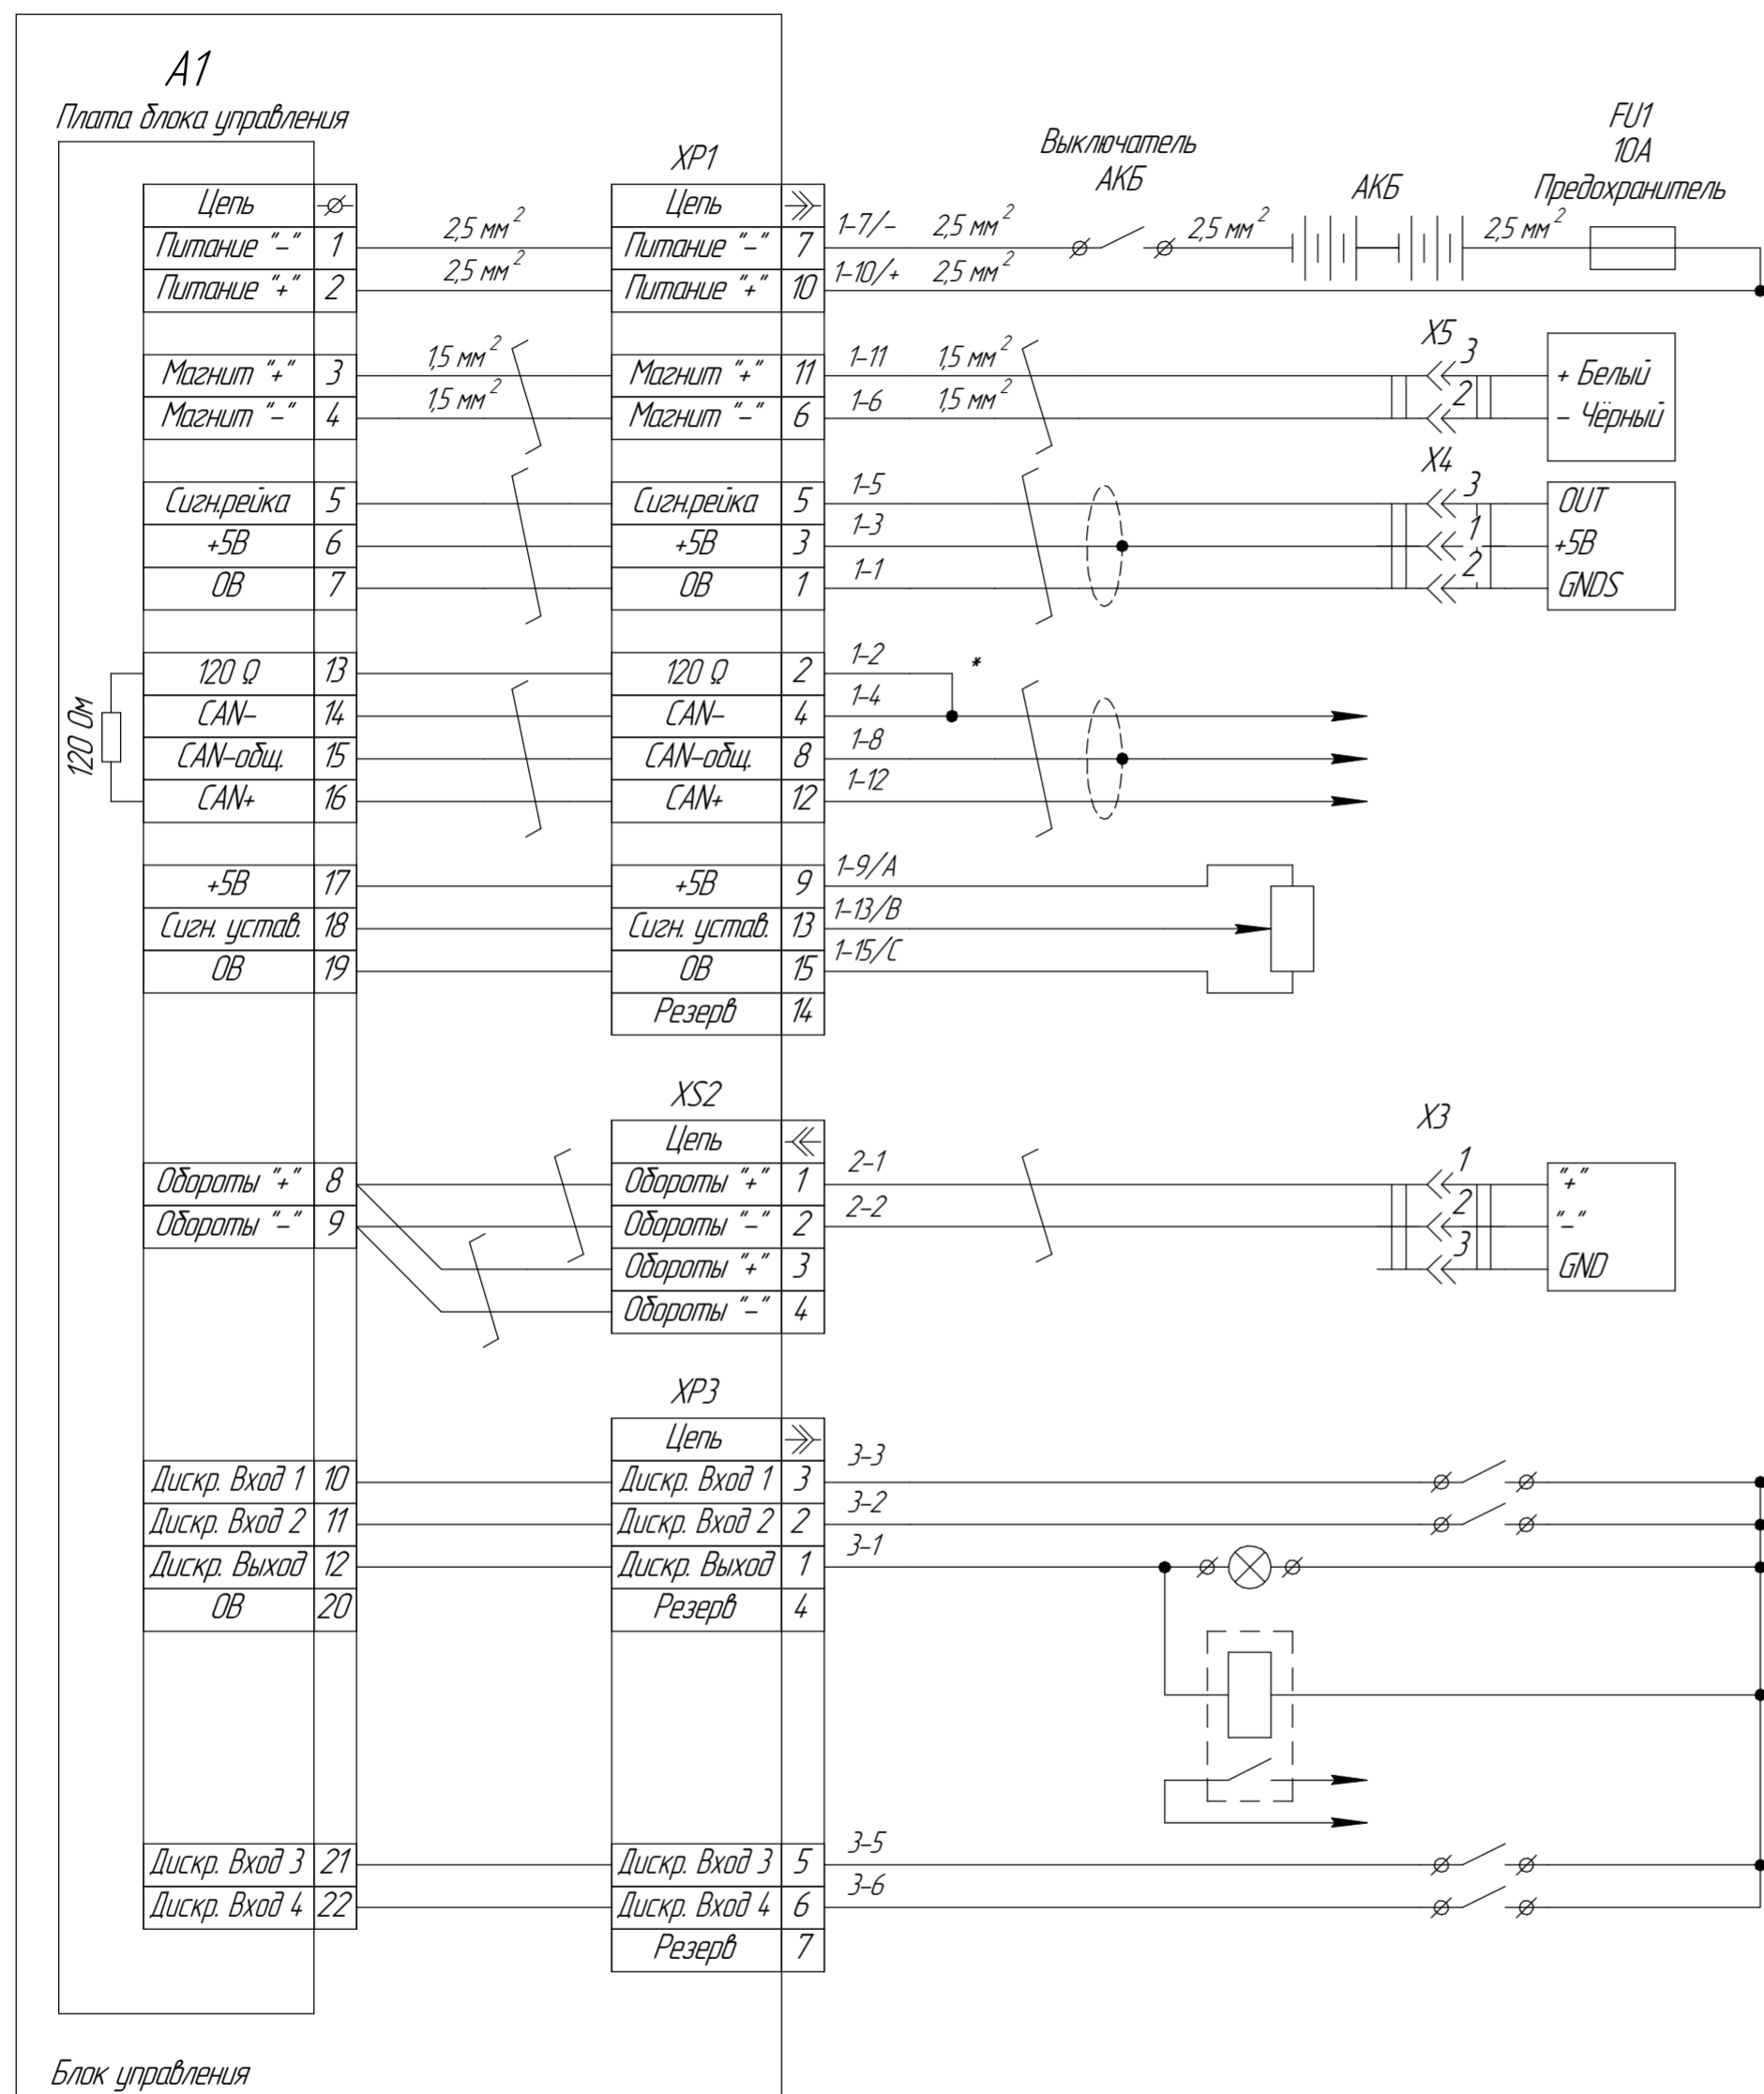 А1
Плата блока управления
Цепь
Питание "–" 1
Питание "+" 2
Магнит "+" 3
Магнит "–" 4
Сигн.рейка 5
+5В 6
0В 7
120 Ω 13
CAN– 14
CAN–общ. 15
CAN+ 16
120 Ом
+5В 17
Сигн. устав. 18
0В 19
Обороты "+" 8
Обороты "–" 9
Дискр. Вход 1 10
Дискр. Вход 2 11
Дискр. Выход 12
0В 20
Дискр. Вход 3 21
Дискр. Вход 4 22
2,5 мм²
2,5 мм²
1,5 мм²
1,5 мм²
XP1
Цепь
Питание "–" 7
Питание "+" 10
Магнит "+" 11
Магнит "–" 6
Сигн.рейка 5
+5В 3
0В 1
120 Ω 2
CAN– 4
CAN–общ. 8
CAN+ 12
+5В 9
Сигн. устав. 13
0В 15
Резерв 14
XS2
Цепь
Обороты "+" 1
Обороты "–" 2
Обороты "+" 3
Обороты "–" 4
XP3
Цепь
Дискр. Вход 1 3
Дискр. Вход 2 2
Дискр. Выход 1
Резерв 4
Дискр. Вход 3 5
Дискр. Вход 4 6
Резерв 7
Выключатель
АКБ
АКБ
FU1
10А
Предохранитель
1–7/– 2,5 мм² 2,5 мм² 2,5 мм²
1–10/+ 2,5 мм²
X5
1–11 1,5 мм² 3 + Белый
1–6 1,5 мм² 2 – Чёрный
X4
1–5 3 OUT
1–3 1 +5В
1–1 2 GNDS
1–2 *
1–4
1–8
1–12
1–9/А
1–13/В
1–15/С
X3
2–1 1 "+"
2–2 2 "–"
3 GND
3–3
3–2
3–1
3–5
3–6
Блок управления